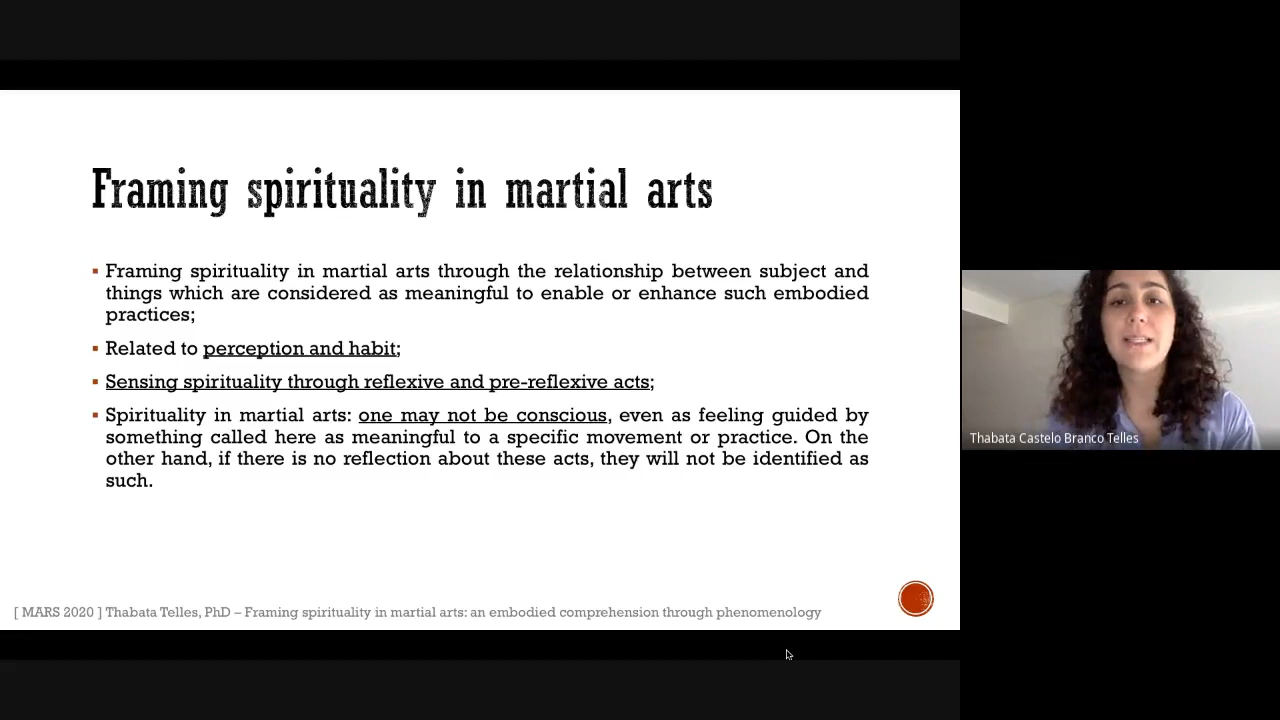 Framing spirituality in martial arts
▪ Framing spirituality in martial arts through the relationship between subject and
things which are considered as meaningful to enable or enhance such embodied
practices;
▪ Related to perception and habit;
▪ Sensing spirituality through reflexive and pre-reflexive acts;
▪ Spirituality in martial arts: one may not be conscious, even as feeling guided by
something called here as meaningful to a specific movement or practice. On the
other hand, if there is no reflection about these acts, they will not be identified as
such.
[ MARS 2020 ] Thabata Telles, PhD – Framing spirituality in martial arts: an embodied comprehension through phenomenology
Thabata Castelo Branco Telles